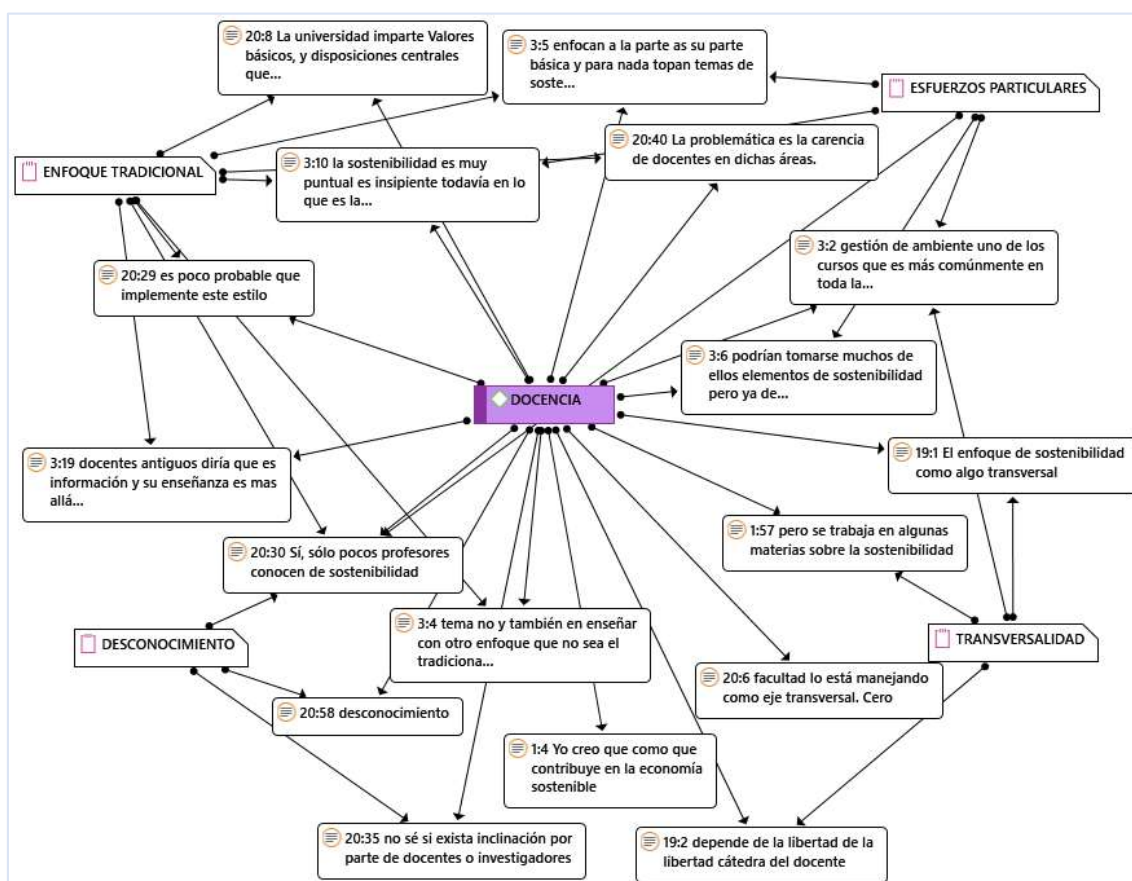 20:8 La universidad imparte Valores
básicos, y disposiciones centrales
que...
3:5 enfocan a la parte as su parte
básica y para nada topan temas de
soste...
ESFUERZOS PARTICULARES
20:40 La problemática es la carencia
de docentes en dichas áreas.
ENFOQUE TRADICIONAL
3:10 la sostenibilidad es muy
puntual es insipiente todavía en lo
que es la...
3:2 gestión de ambiente uno de los
cursos que es más comúnmente en
toda la...
20:29 es poco probable que
implemente este estilo
3:6 podrían tomarse muchos de
ellos elementos de sostenibilidad
pero ya de...
DOCENCIA
3:19 docentes antiguos diría que es
información y su enseñanza es mas
allá...
19:1 El enfoque de sostenibilidad
como algo transversal
1:57 pero se trabaja en algunas
materias sobre la sostenibilidad
20:30 Sí, sólo pocos profesores
conocen de sostenibilidad
3:4 tema no y también en enseñar
con otro enfoque que no sea el
tradiciona...
DESCONOCIMIENTO
TRANSVERSALIDAD
20:6 facultad lo está manejando
como eje transversal. Cero
20:58 desconocimiento
1:4 Yo creo que como que
contribuye en la economía
sostenible
20:35 no sé si exista inclinación por
parte de docentes o investigadores
19:2 depende de la libertad de la
libertad cátedra del docente